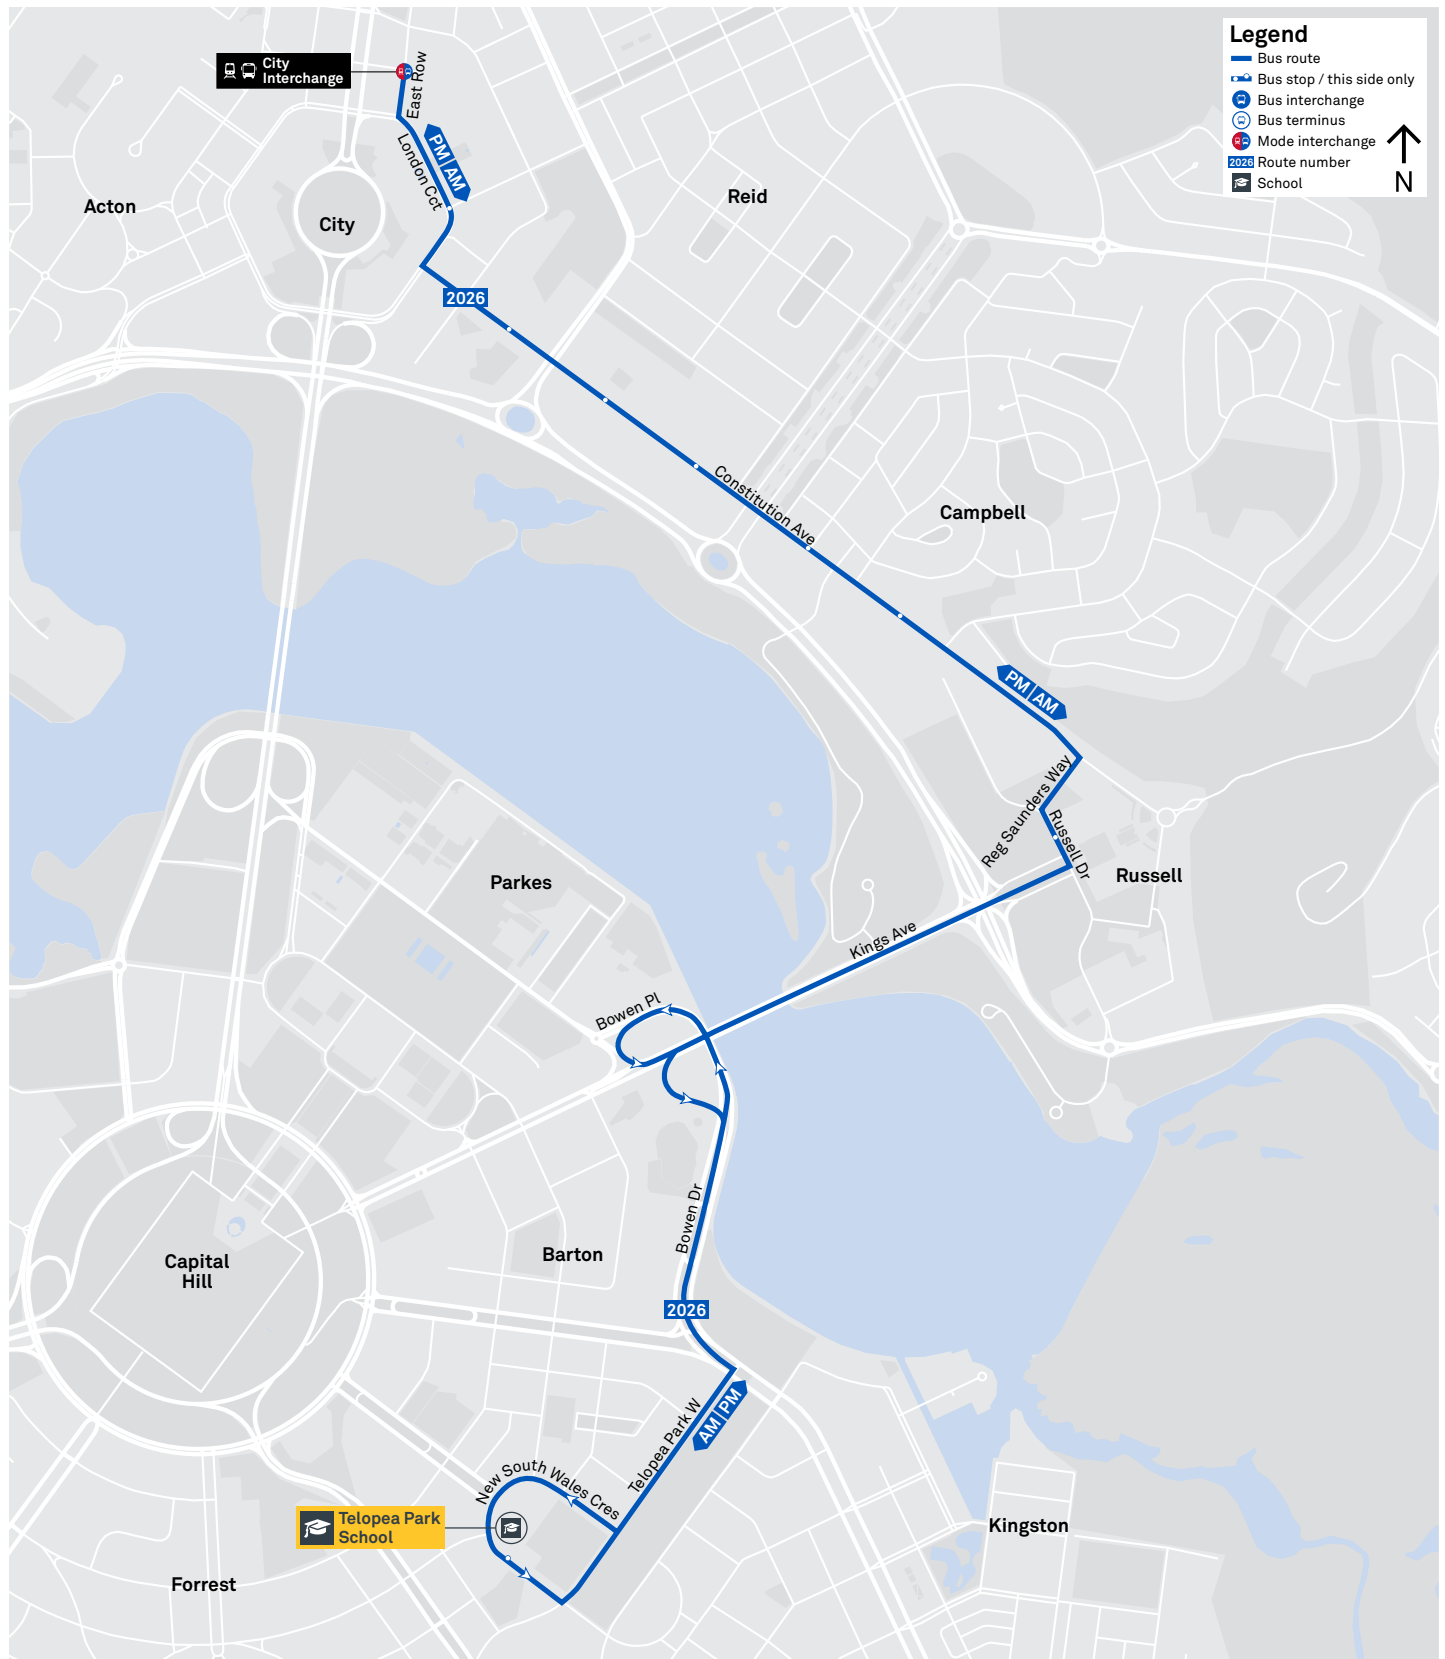 Legend
Bus route
Bus stop / this side only
Bus interchange
Bus terminus
Mode interchange
2026 Route number
School
N
City
Interchange
East Row
PM | AM
London Cct
Acton
City
Reid
2026
Constitution Ave
Campbell
PM | AM
Reg Saunders Way
Russell Dr
Russell
Parkes
Kings Ave
Bowen Pl
Bowen Dr
Capital
Hill
Barton
2026
AM | PM
Telopea Park W
New South Wales Cres
Telopea Park
School
Kingston
Forrest